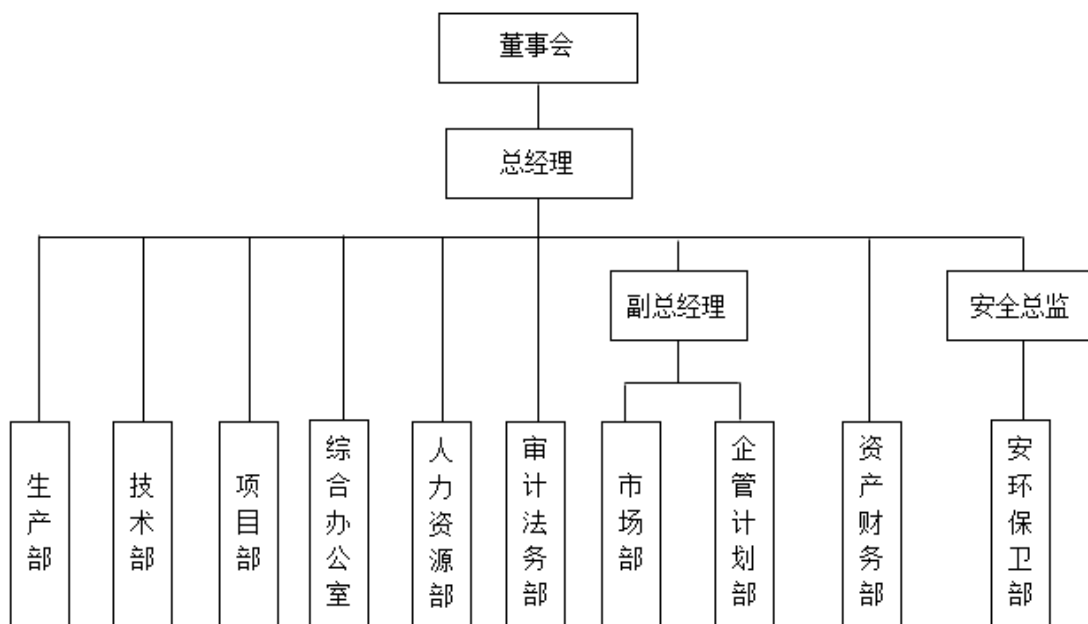 董事会
总经理
副总经理
安全总监
生产部
技术部
项目部
综合办公室
人力资源部
审计法务部
市场部
企管计划部
资产财务部
安环保卫部